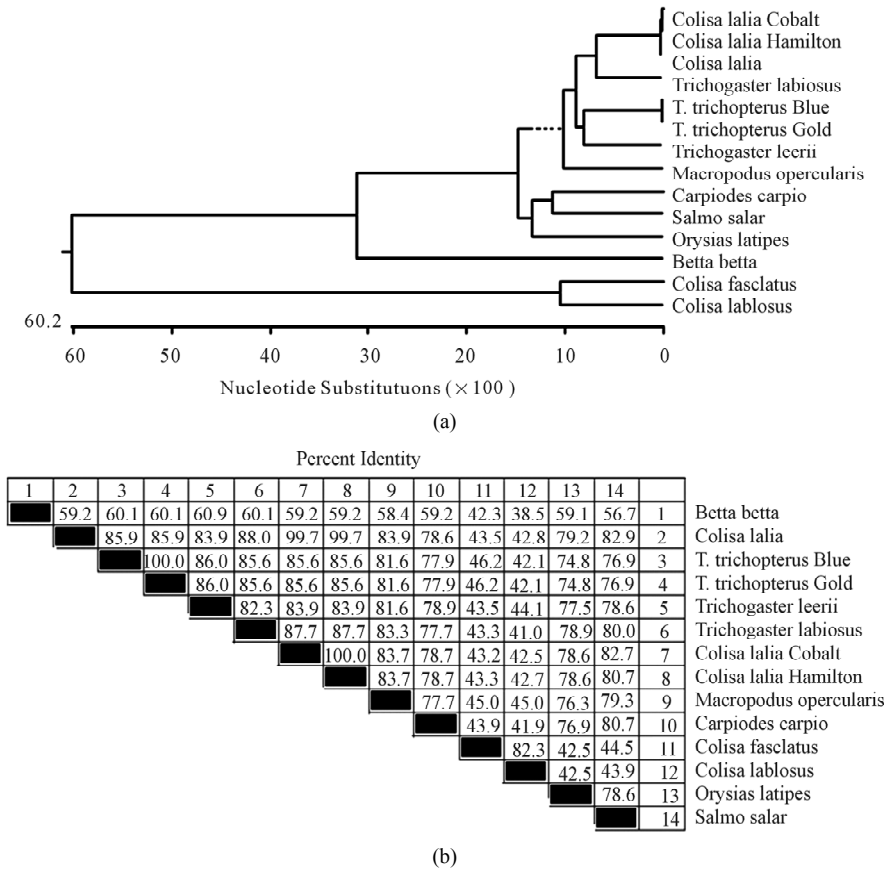 Colisa lalia Cobalt
Colisa lalia Hamilton
Colisa lalia
Trichogaster labiosus
T. trichopterus Blue
T. trichopterus Gold
Trichogaster leerii
Macropodus opercularis
Carpiodes carpio
Salmo salar
Orysias latipes
Betta betta
Colisa fasclatus
Colisa lablosus
60.2
60 50 40 30 20 10 0
Nucleotide Substitutuons (×100)
(a)
Percent Identity
1 2 3 4 5 6 7 8 9 10 11 12 13 14
59.2 60.1 60.1 60.9 60.1 59.2 59.2 58.4 59.2 42.3 38.5 59.1 56.7 1 Betta betta
85.9 85.9 83.9 88.0 99.7 99.7 83.9 78.6 43.5 42.8 79.2 82.9 2 Colisa lalia
100.0 86.0 85.6 85.6 85.6 81.6 77.9 46.2 42.1 74.8 76.9 3 T. trichopterus Blue
86.0 85.6 85.6 85.6 81.6 77.9 46.2 42.1 74.8 76.9 4 T. trichopterus Gold
82.3 83.9 83.9 81.6 78.9 43.5 44.1 77.5 78.6 5 Trichogaster leerii
87.7 87.7 83.3 77.7 43.3 41.0 78.9 80.0 6 Trichogaster labiosus
100.0 83.7 78.7 43.2 42.5 78.6 82.7 7 Colisa lalia Cobalt
83.7 78.7 43.3 42.7 78.6 80.7 8 Colisa lalia Hamilton
77.7 45.0 45.0 76.3 79.3 9 Macropodus opercularis
43.9 41.9 76.9 80.7 10 Carpiodes carpio
82.3 42.5 44.5 11 Colisa fasclatus
42.5 43.9 12 Colisa lablosus
78.6 13 Orysias latipes
14 Salmo salar
(b)